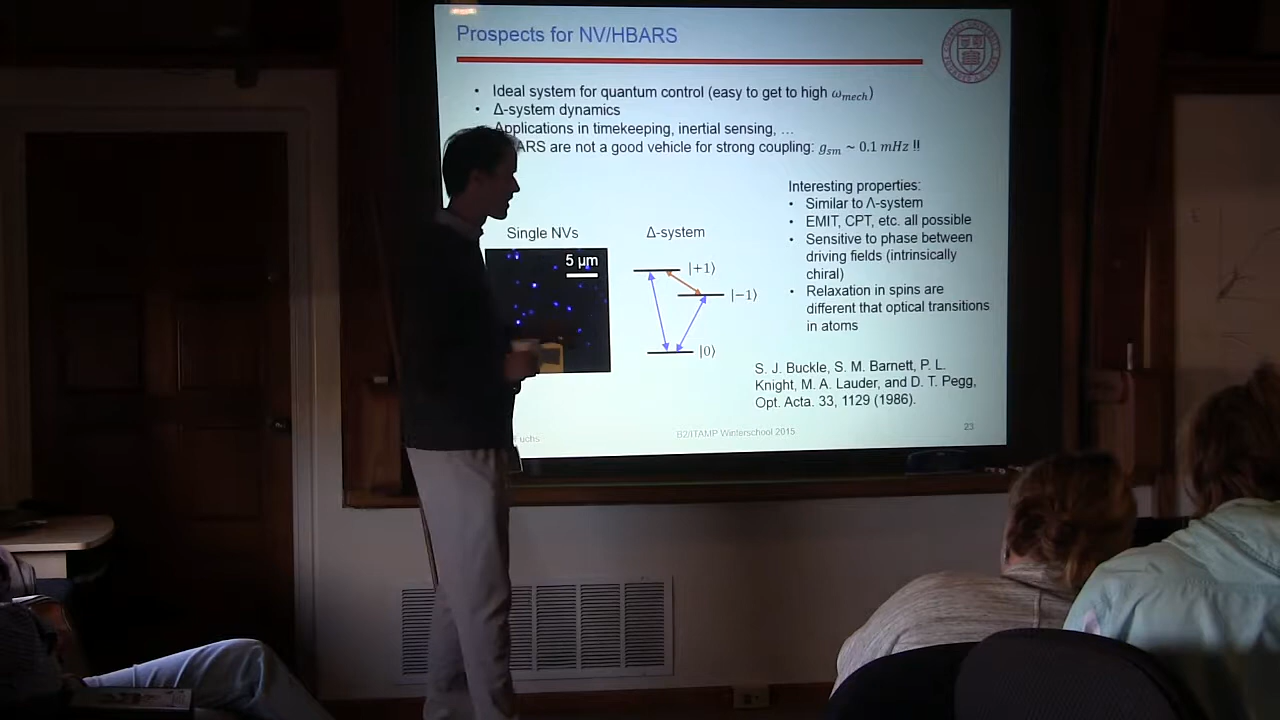 Prospects for NV/HBARS
• Ideal system for quantum control (easy to get to high ω_mech)
• Δ-system dynamics
Applications in timekeeping, inertial sensing, …
ARS are not a good vehicle for strong coupling: g_sm ~ 0.1 mHz !!
Single NVs
5 μm
Δ-system
|+1⟩
|−1⟩
|0⟩
Interesting properties:
• Similar to Λ-system
• EMIT, CPT, etc. all possible
• Sensitive to phase between
driving fields (intrinsically
chiral)
• Relaxation in spins are
different that optical transitions
in atoms
S. J. Buckle, S. M. Barnett, P. L.
Knight, M. A. Lauder, and D. T. Pegg,
Opt. Acta. 33, 1129 (1986).
Fuchs
B2/ITAMP Winterschool 2015
23